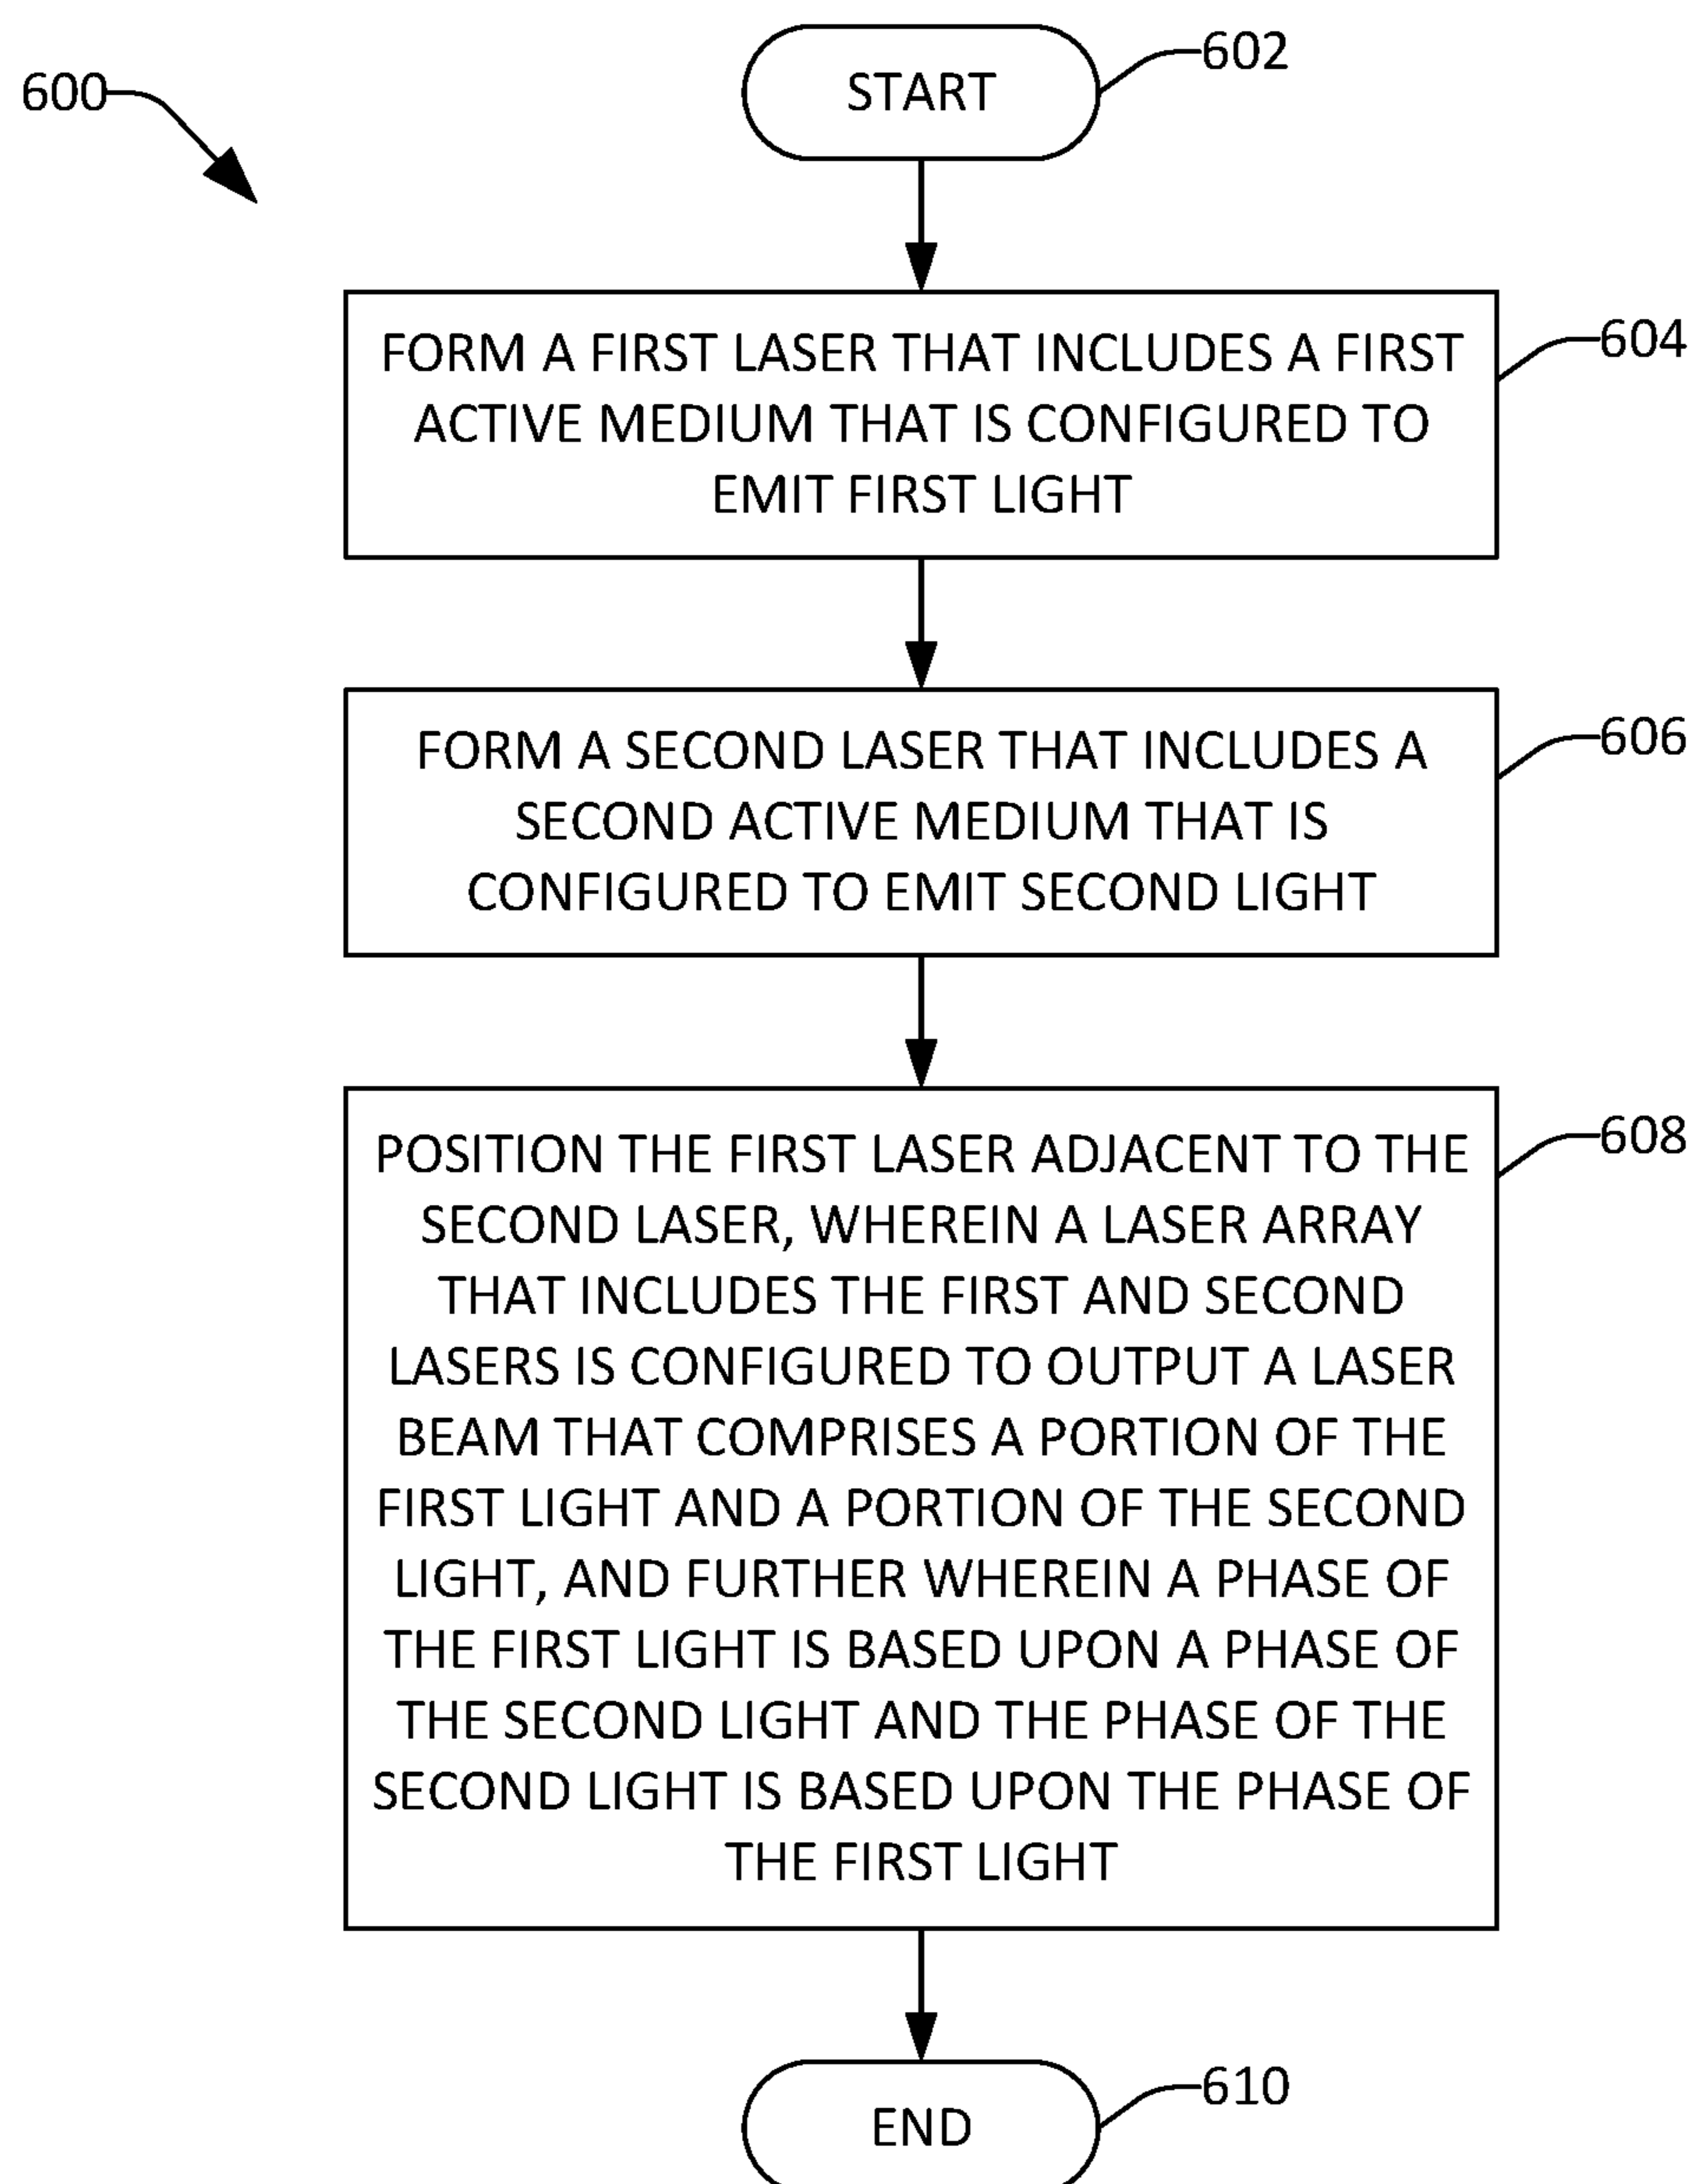 600
START
602
FORM A FIRST LASER THAT INCLUDES A FIRST
ACTIVE MEDIUM THAT IS CONFIGURED TO
EMIT FIRST LIGHT
604
FORM A SECOND LASER THAT INCLUDES A
SECOND ACTIVE MEDIUM THAT IS
CONFIGURED TO EMIT SECOND LIGHT
606
POSITION THE FIRST LASER ADJACENT TO THE
SECOND LASER, WHEREIN A LASER ARRAY
THAT INCLUDES THE FIRST AND SECOND
LASERS IS CONFIGURED TO OUTPUT A LASER
BEAM THAT COMPRISES A PORTION OF THE
FIRST LIGHT AND A PORTION OF THE SECOND
LIGHT, AND FURTHER WHEREIN A PHASE OF
THE FIRST LIGHT IS BASED UPON A PHASE OF
THE SECOND LIGHT AND THE PHASE OF THE
SECOND LIGHT IS BASED UPON THE PHASE OF
THE FIRST LIGHT
608
END
610